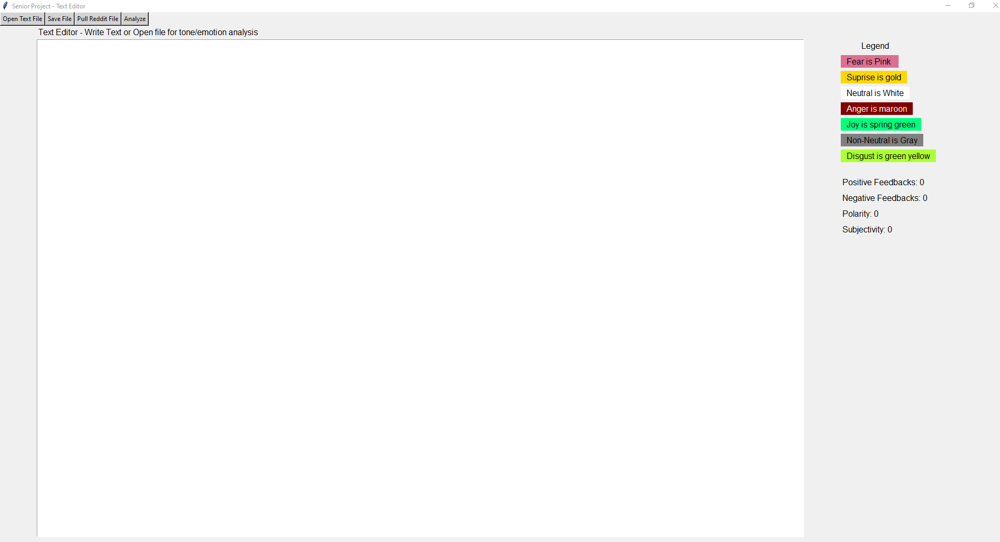 Senior Project - Text Editor
Open Text File Save File Pull Reddit File Analyze
Text Editor - Write Text or Open file for tone/emotion analysis
Legend
Fear is Pink
Suprise is gold
Neutral is White
Anger is maroon
Joy is spring green
Non-Neutral is Gray
Disgust is green yellow
Positive Feedbacks: 0
Negative Feedbacks: 0
Polarity: 0
Subjectivity: 0